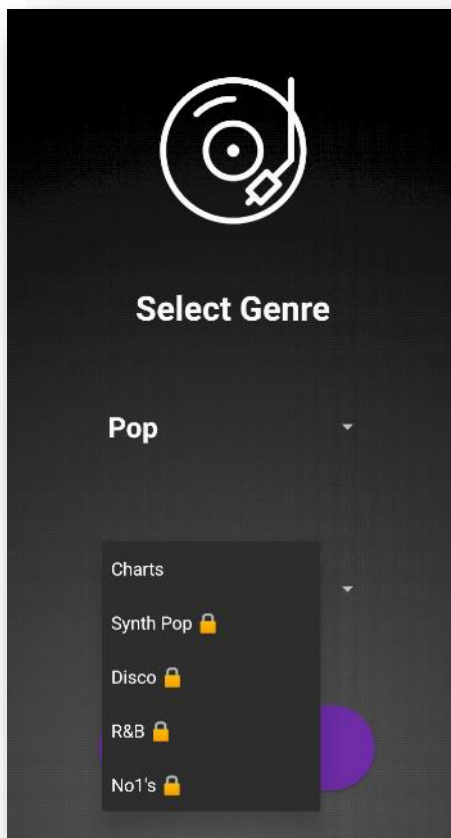 Select Genre
Pop
Charts
Synth Pop 🔒
Disco 🔒
R&B 🔒
No1's 🔒